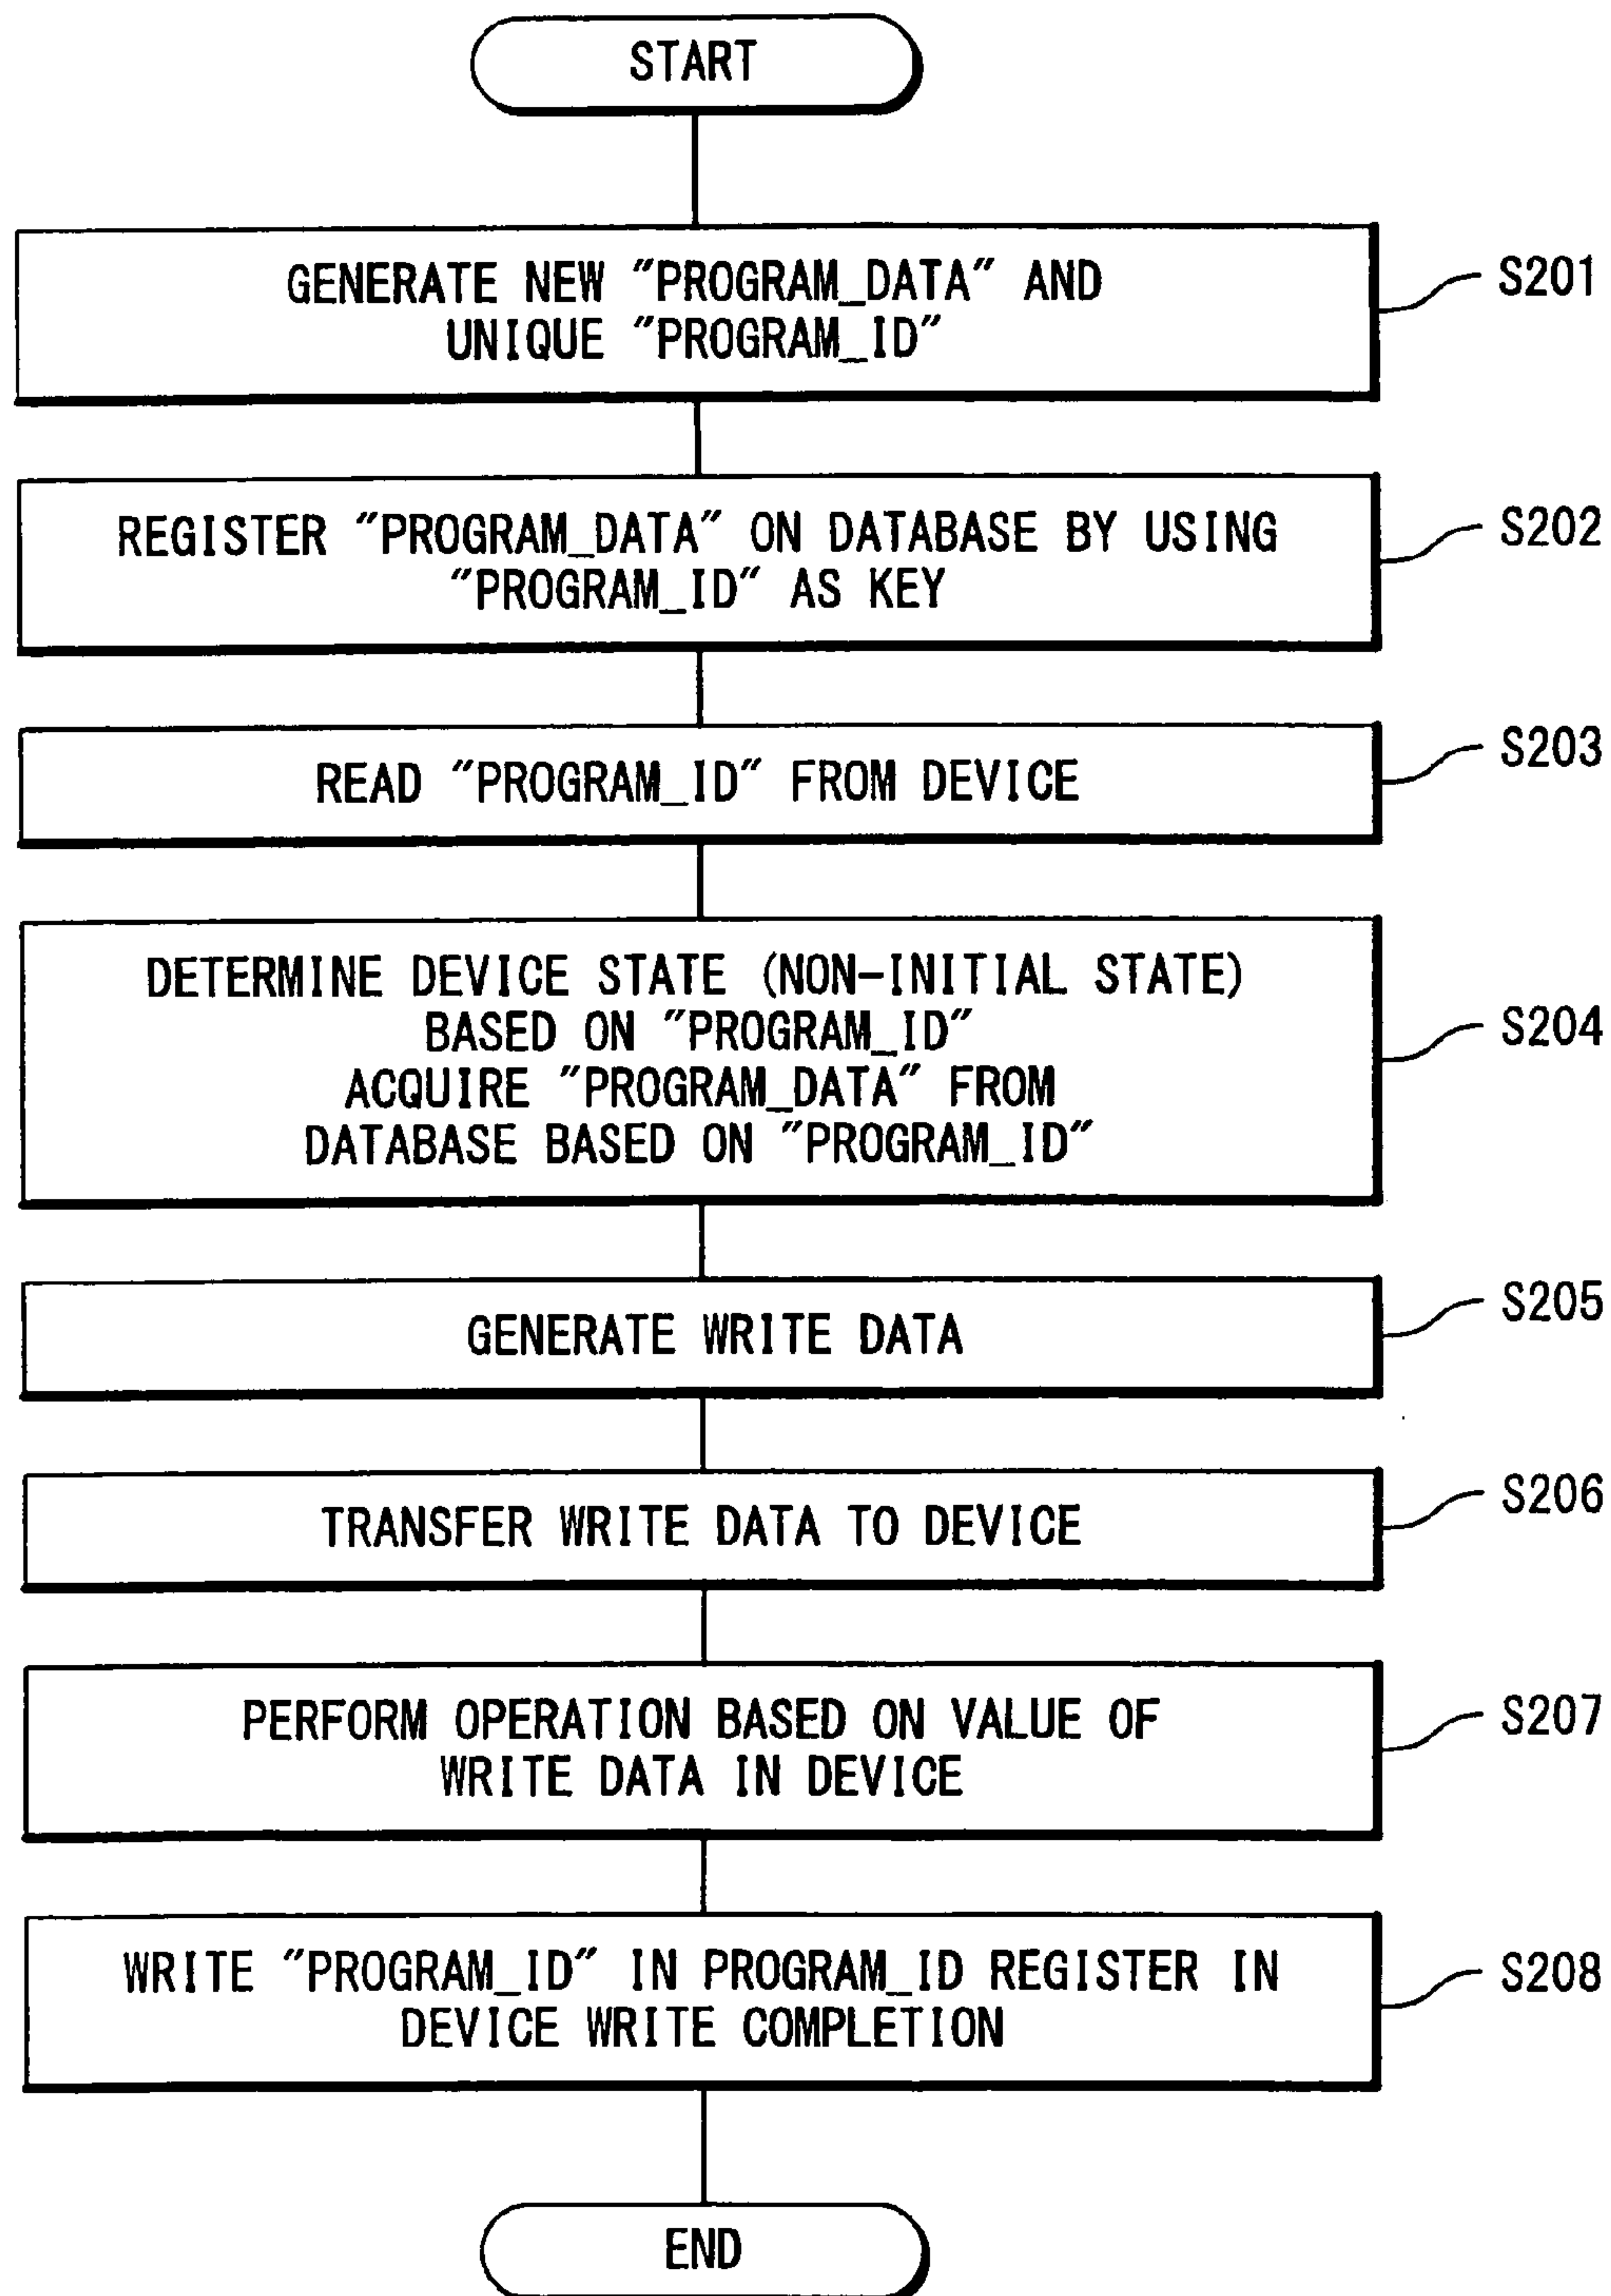 START
GENERATE NEW "PROGRAM_DATA" AND
UNIQUE "PROGRAM_ID"
S201
REGISTER "PROGRAM_DATA" ON DATABASE BY USING
"PROGRAM_ID" AS KEY
S202
READ "PROGRAM_ID" FROM DEVICE
S203
DETERMINE DEVICE STATE (NON-INITIAL STATE)
BASED ON "PROGRAM_ID"
ACQUIRE "PROGRAM_DATA" FROM
DATABASE BASED ON "PROGRAM_ID"
S204
GENERATE WRITE DATA
S205
TRANSFER WRITE DATA TO DEVICE
S206
PERFORM OPERATION BASED ON VALUE OF
WRITE DATA IN DEVICE
S207
WRITE "PROGRAM_ID" IN PROGRAM_ID REGISTER IN
DEVICE WRITE COMPLETION
S208
END